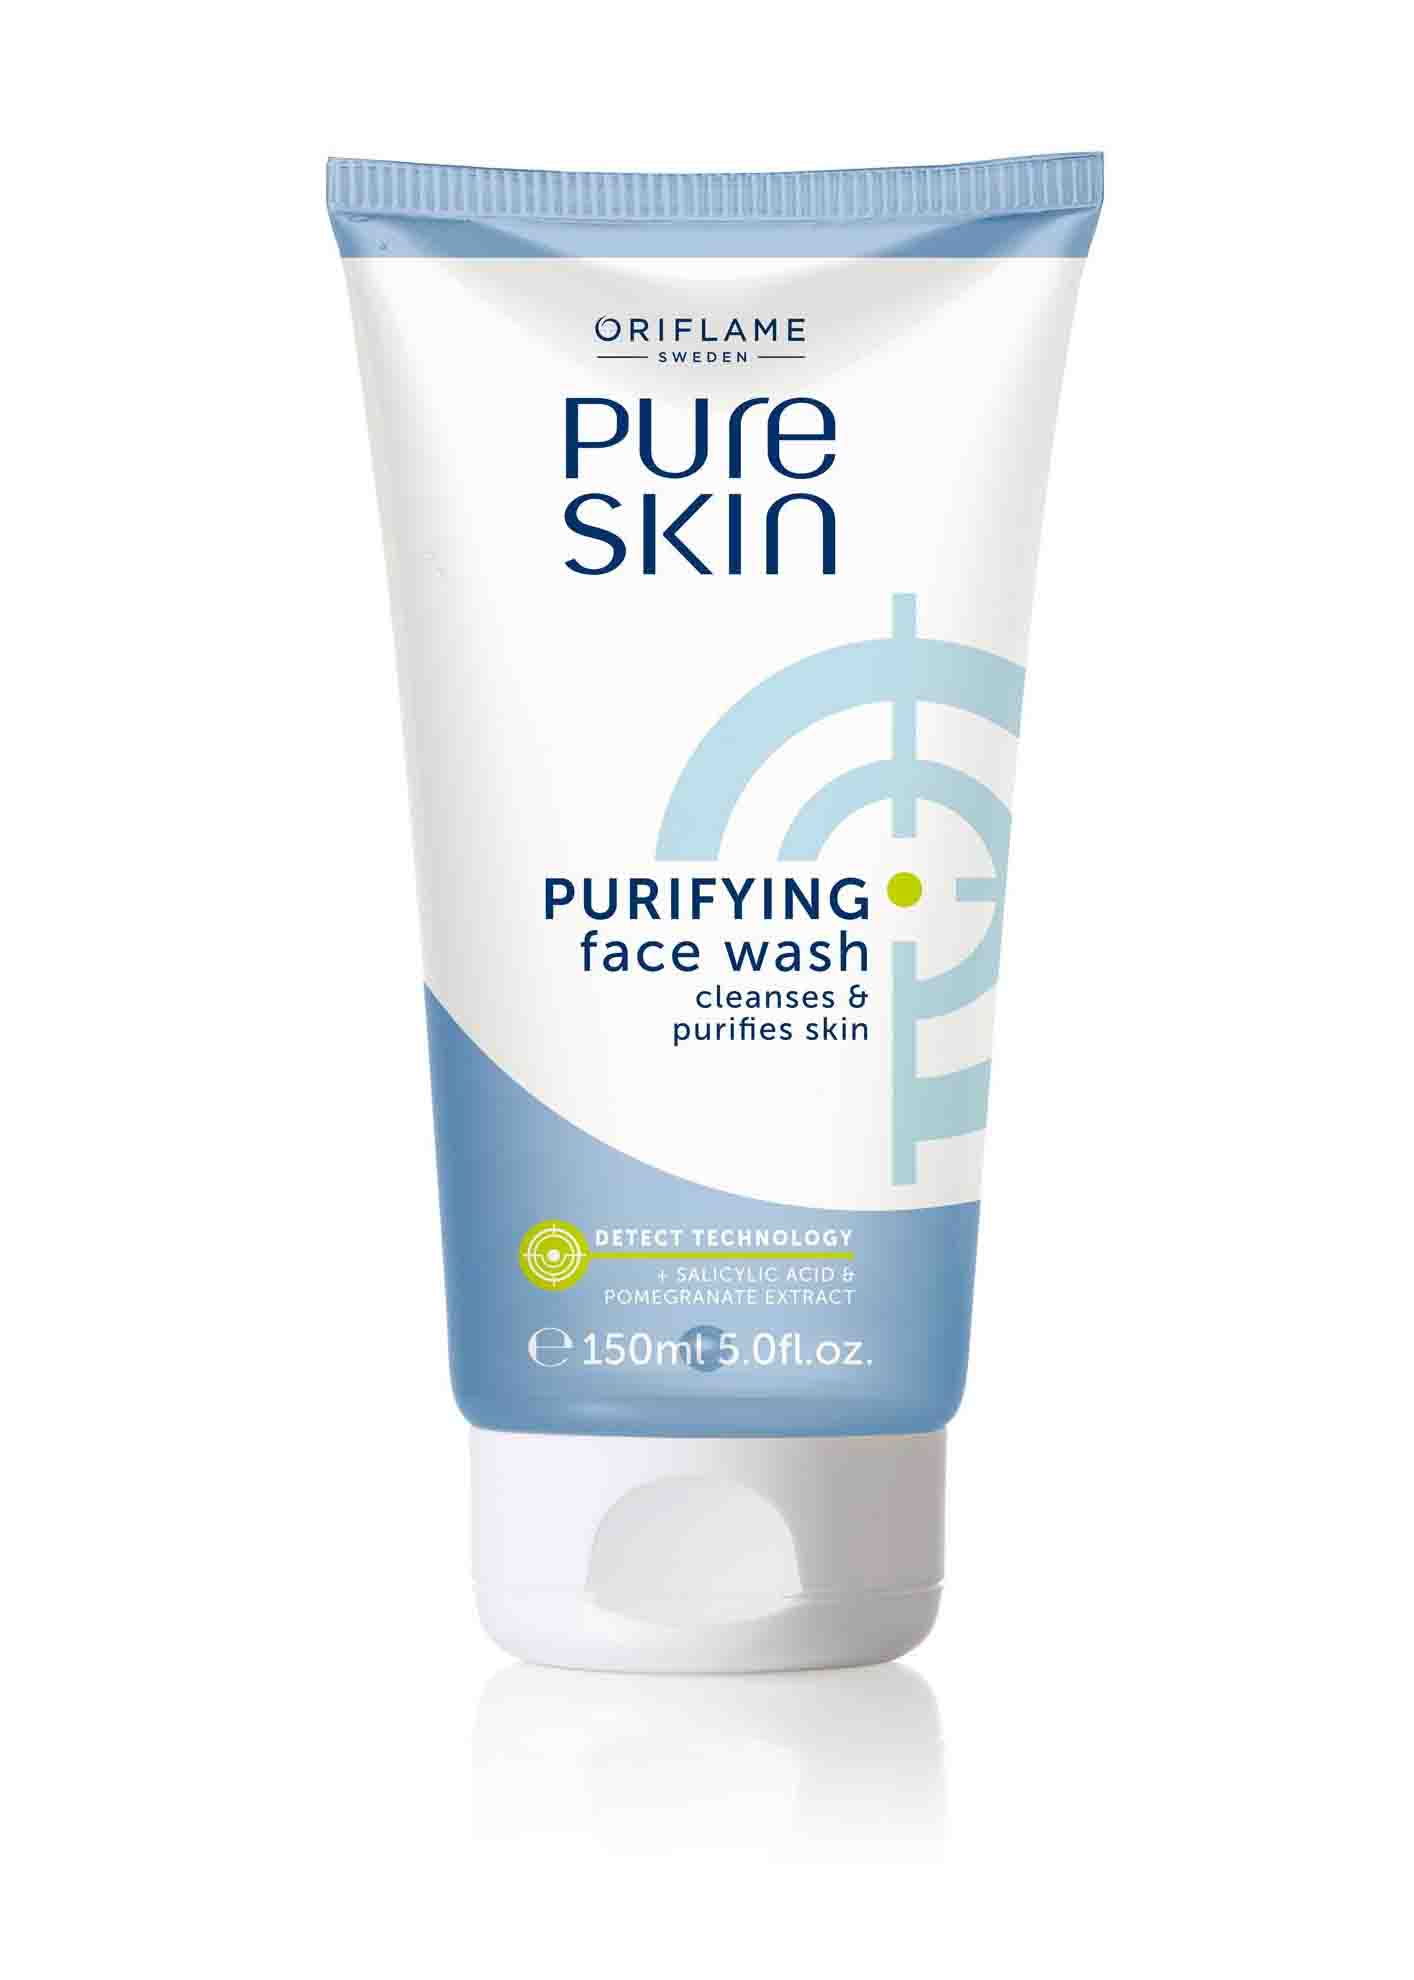 ORIFLAME
SWEDEN
Pure
SKIN
PURIFYING
face wash
cleanses &
purifies skin
DETECT TECHNOLOGY
+ SALICYLIC ACID &
POMEGRANATE EXTRACT
℮ 150ml 5.0fl.oz.